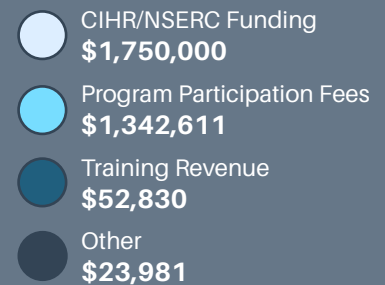 CIHR/NSERC Funding
$1,750,000
Program Participation Fees
$1,342,611
Training Revenue
$52,830
Other
$23,981